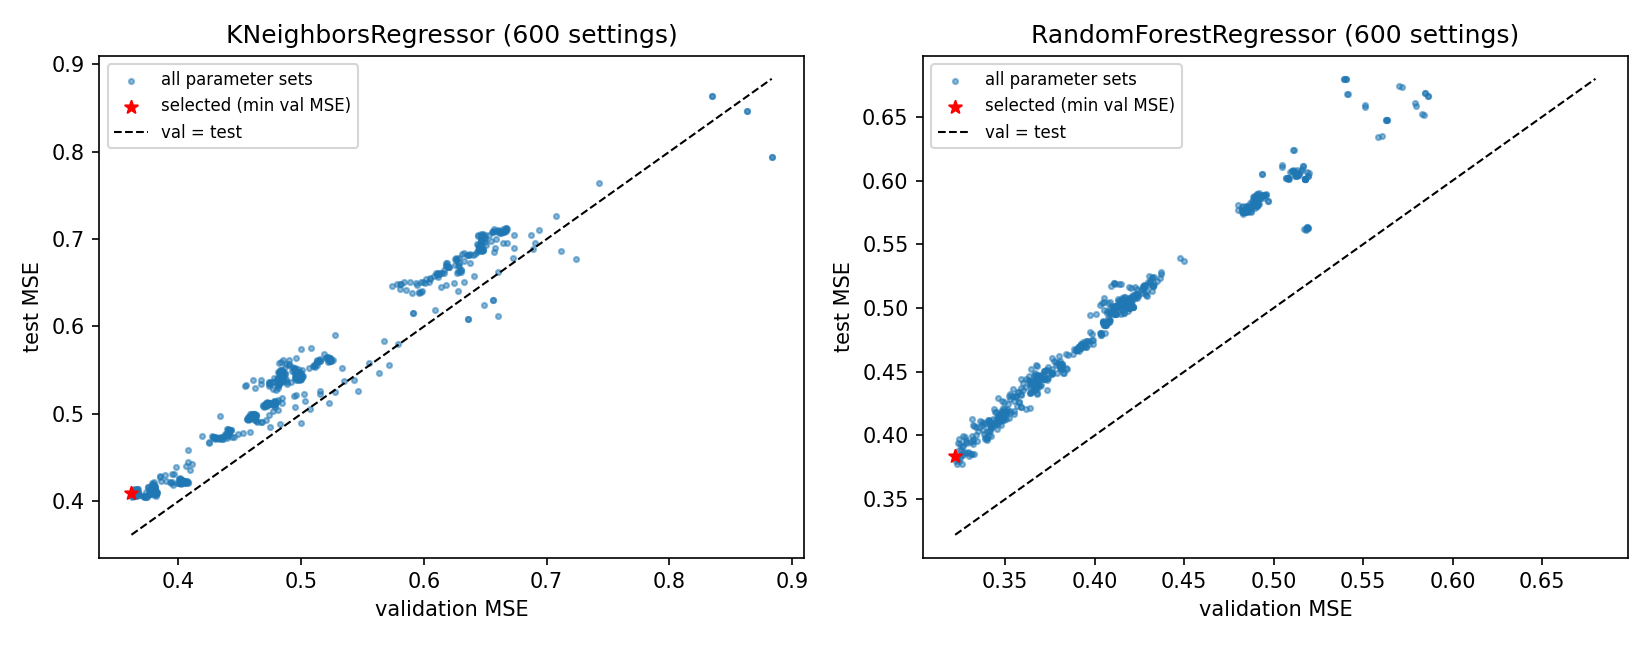 KNeighborsRegressor (600 settings)
all parameter sets
selected (min val MSE)
val = test
0.9
0.8
0.7
0.6
0.5
0.4
test MSE
0.4 0.5 0.6 0.7 0.8 0.9
validation MSE
RandomForestRegressor (600 settings)
all parameter sets
selected (min val MSE)
val = test
0.65
0.60
0.55
0.50
0.45
0.40
0.35
test MSE
0.35 0.40 0.45 0.50 0.55 0.60 0.65
validation MSE